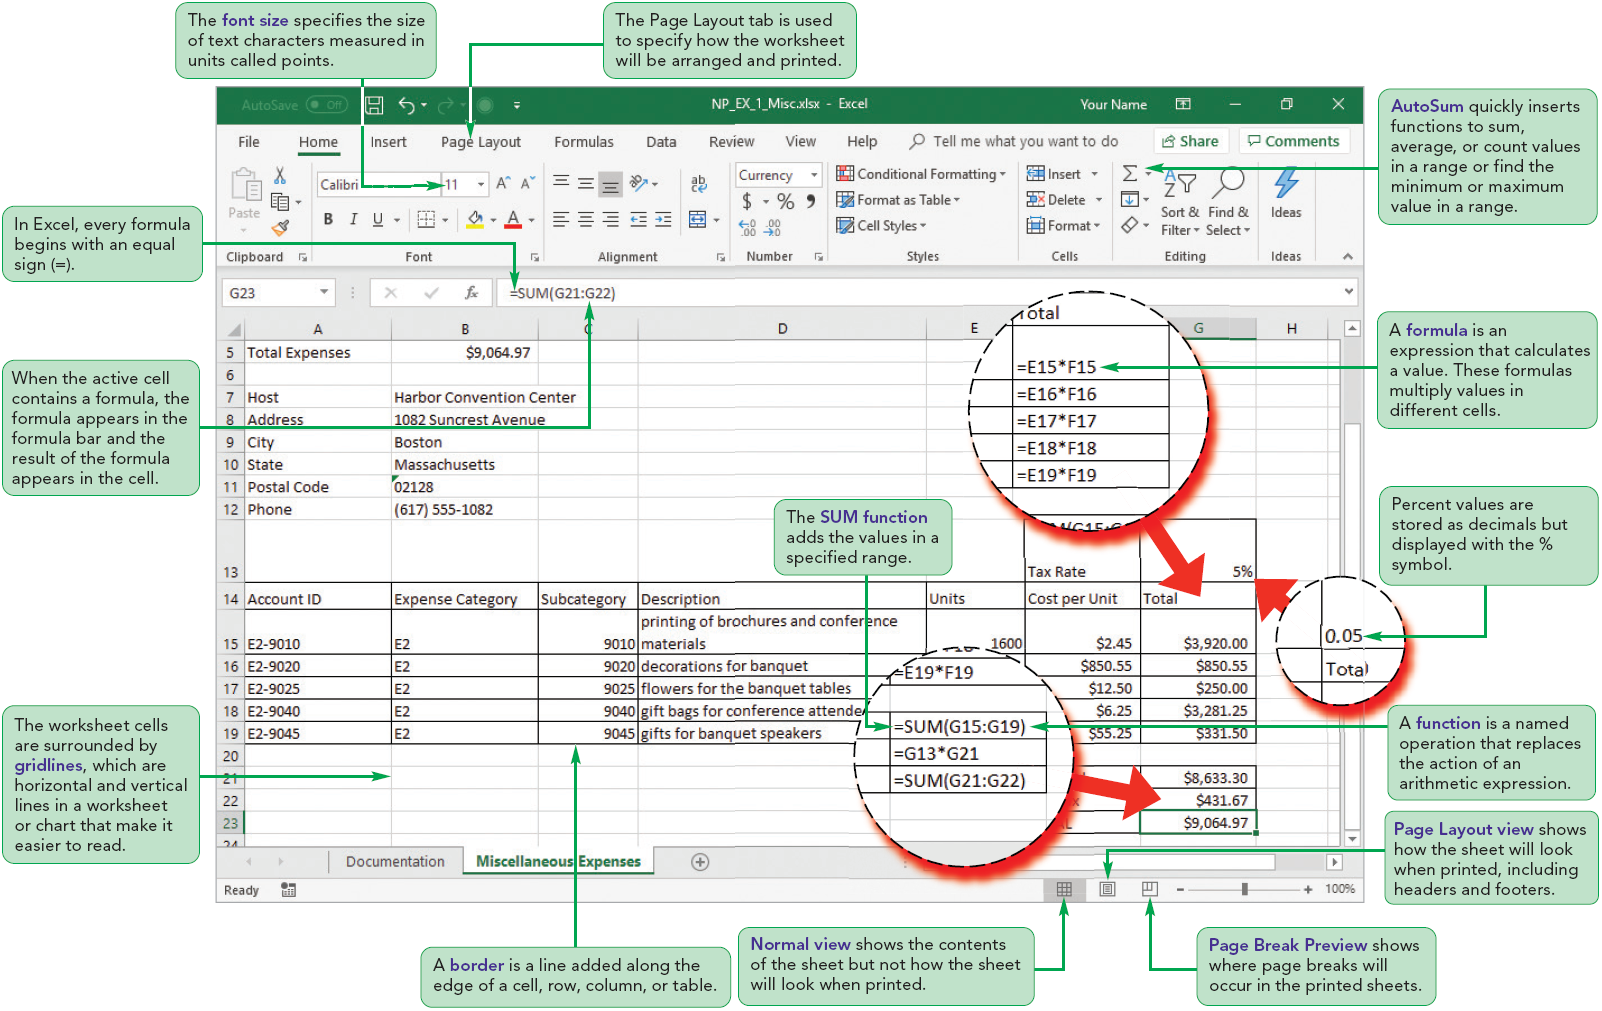 The font size specifies the size
of text characters measured in
units called points.
The Page Layout tab is used
to specify how the worksheet
will be arranged and printed.
AutoSave Off
NP_EX_1_Misc.xlsx - Excel
Your Name
File Home Insert Page Layout Formulas Data Review View Help Tell me what you want to do Share Comments
AutoSum quickly inserts
functions to sum,
average, or count values
in a range or find the
minimum or maximum
value in a range.
Paste
Calibri 11 A^ A˅
B I U A
ab
Currency
$ % 9
Conditional Formatting
Format as Table
Cell Styles
Insert
Delete
Format
Σ
Sort & Filter
Find & Select
Ideas
Clipboard Font Alignment Number Styles Cells Editing Ideas
In Excel, every formula
begins with an equal
sign (=).
G23 fx =SUM(G21:G22)
A B C D E G H
5 Total Expenses $9,064.97
6
7 Host Harbor Convention Center
8 Address 1082 Suncrest Avenue
9 City Boston
10 State Massachusetts
11 Postal Code 02128
12 Phone (617) 555-1082
13 Tax Rate 5%
14 Account ID Expense Category Subcategory Description Units Cost per Unit Total
printing of brochures and conference
15 E2-9010 E2 9010 materials 1600 $2.45 $3,920.00
16 E2-9020 E2 9020 decorations for banquet $850.55 $850.55
17 E2-9025 E2 9025 flowers for the banquet tables $12.50 $250.00
18 E2-9040 E2 9040 gift bags for conference attende $6.25 $3,281.25
19 E2-9045 E2 9045 gifts for banquet speakers $55.25 $331.50
20
21 $8,633.30
22 $431.67
23 $9,064.97
24
Total
=E15*F15
=E16*F16
=E17*F17
=E18*F18
=E19*F19
=E19*F19
=SUM(G15:G19)
=G13*G21
=SUM(G21:G22)
0.05
Total
When the active cell
contains a formula, the
formula appears in the
formula bar and the
result of the formula
appears in the cell.
A formula is an
expression that calculates
a value. These formulas
multiply values in
different cells.
The SUM function
adds the values in a
specified range.
Percent values are
stored as decimals but
displayed with the %
symbol.
The worksheet cells
are surrounded by
gridlines, which are
horizontal and vertical
lines in a worksheet
or chart that make it
easier to read.
A function is a named
operation that replaces
the action of an
arithmetic expression.
Documentation Miscellaneous Expenses
Ready 100%
Page Layout view shows
how the sheet will look
when printed, including
headers and footers.
A border is a line added along the
edge of a cell, row, column, or table.
Normal view shows the contents
of the sheet but not how the sheet
will look when printed.
Page Break Preview shows
where page breaks will
occur in the printed sheets.